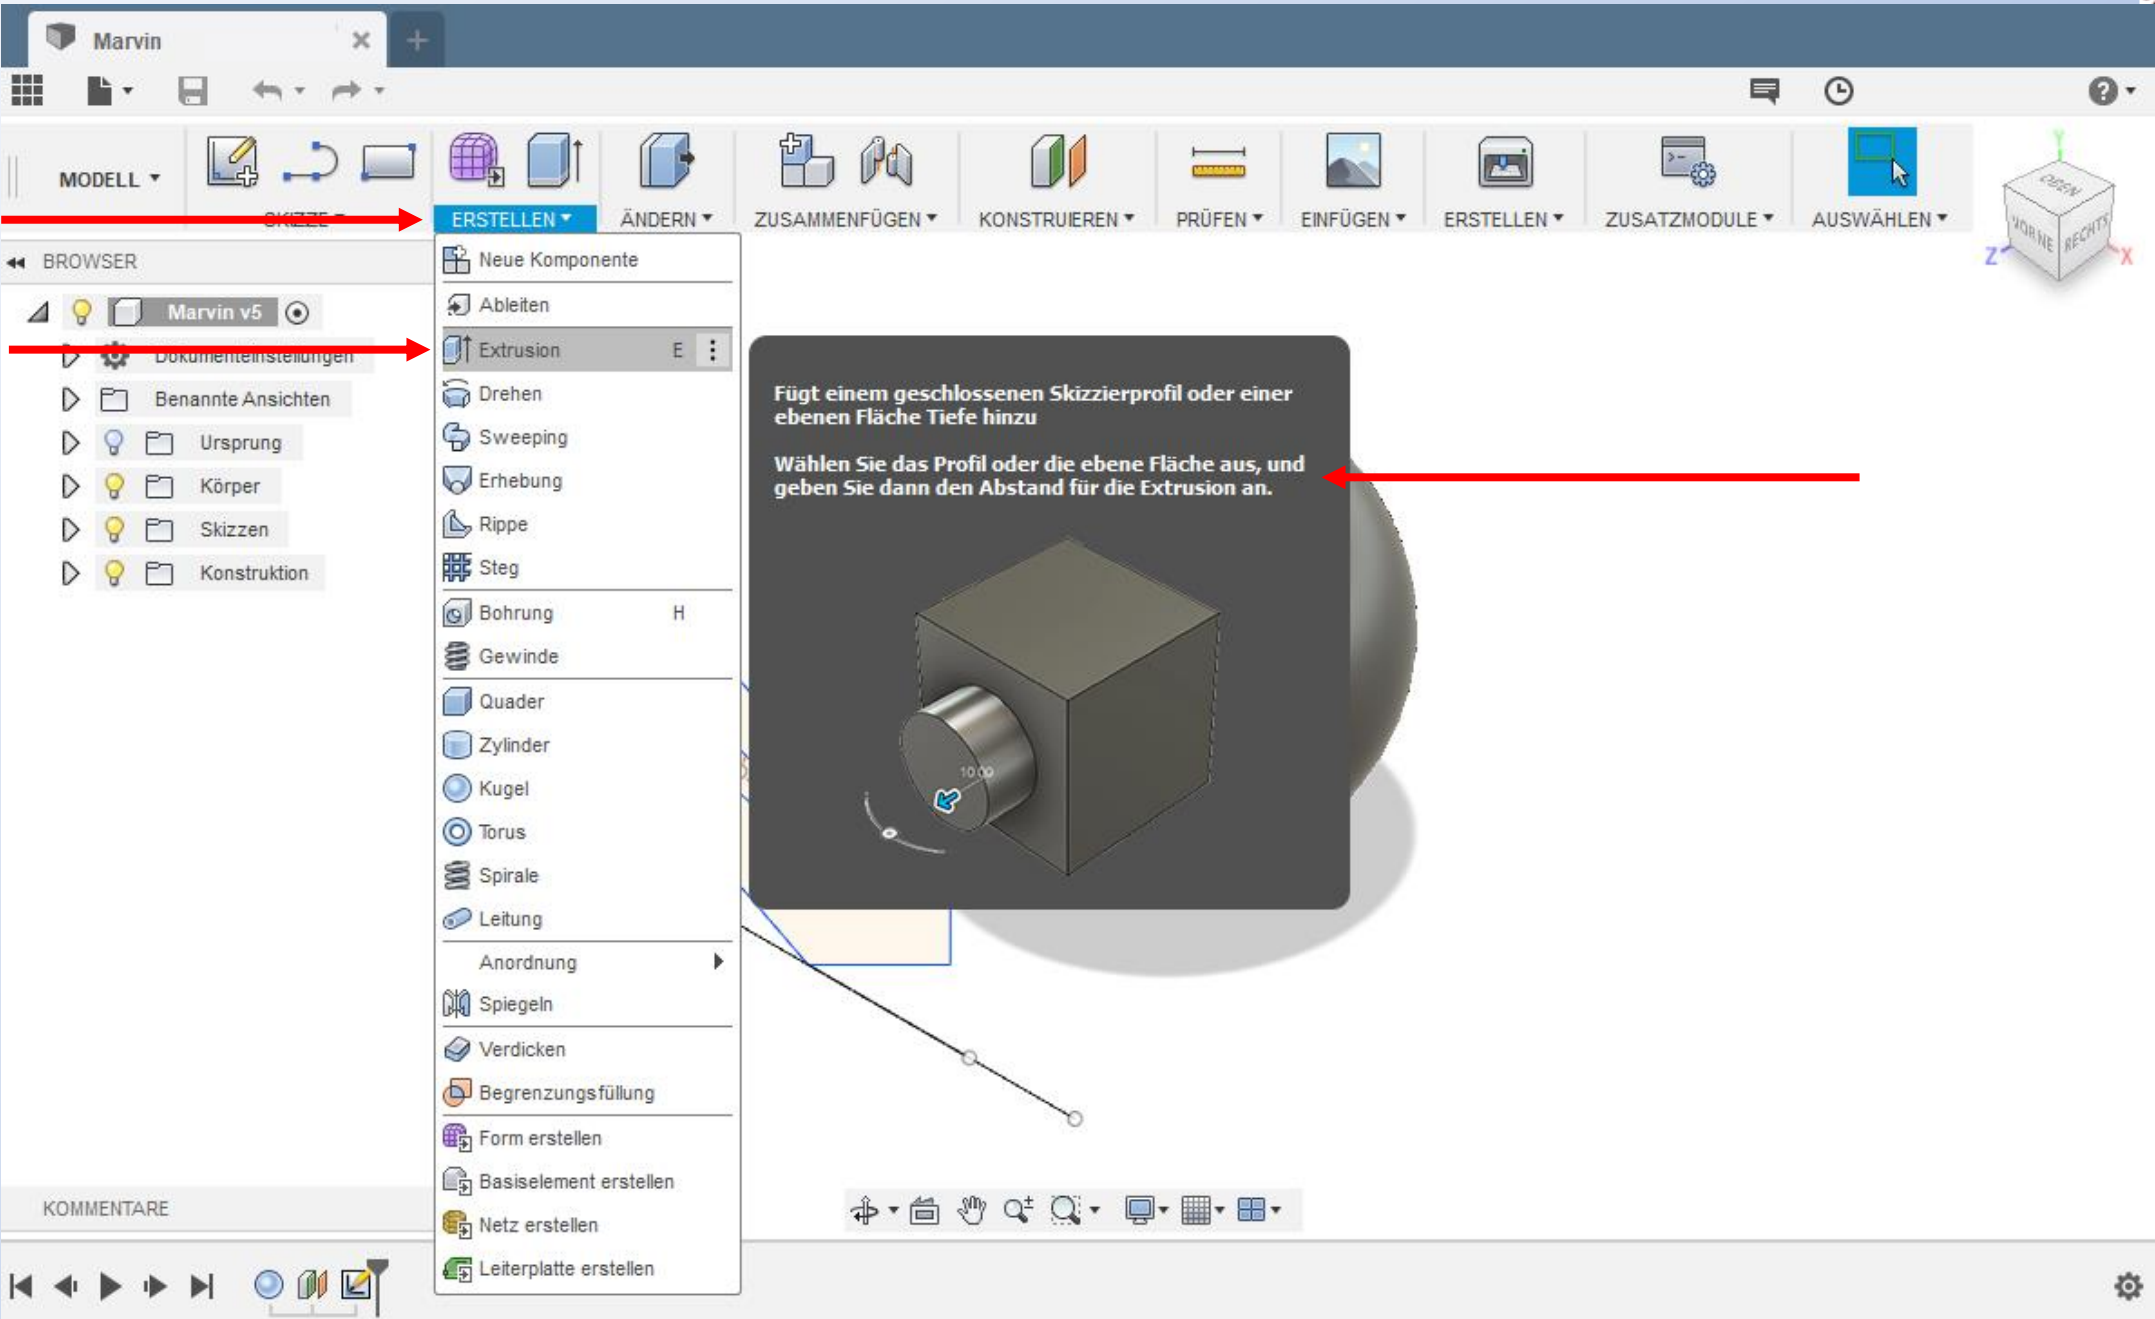 Marvin
MODELL
SKIZZE
ERSTELLEN
ÄNDERN
ZUSAMMENFÜGEN
KONSTRUIEREN
PRÜFEN
EINFÜGEN
ERSTELLEN
ZUSATZMODULE
AUSWÄHLEN
Y
OBEN
VORNE
RECHTS
Z
X
BROWSER
Marvin v5
Dokumenteinstellungen
Benannte Ansichten
Ursprung
Körper
Skizzen
Konstruktion
Neue Komponente
Ableiten
Extrusion E
Drehen
Sweeping
Erhebung
Rippe
Steg
Bohrung H
Gewinde
Quader
Zylinder
Kugel
Torus
Spirale
Leitung
Anordnung
Spiegeln
Verdicken
Begrenzungsfüllung
Form erstellen
Basiselement erstellen
Netz erstellen
Leiterplatte erstellen
Fügt einem geschlossenen Skizzierprofil oder einer
ebenen Fläche Tiefe hinzu
Wählen Sie das Profil oder die ebene Fläche aus, und
geben Sie dann den Abstand für die Extrusion an.
10.00
KOMMENTARE